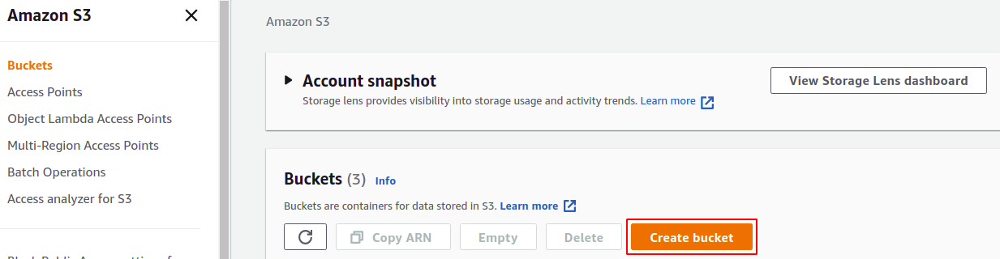 Amazon S3
Buckets
Access Points
Object Lambda Access Points
Multi-Region Access Points
Batch Operations
Access analyzer for S3
Amazon S3
Account snapshot
View Storage Lens dashboard
Storage lens provides visibility into storage usage and activity trends. Learn more
Buckets (3) Info
Buckets are containers for data stored in S3. Learn more
Copy ARN Empty Delete Create bucket